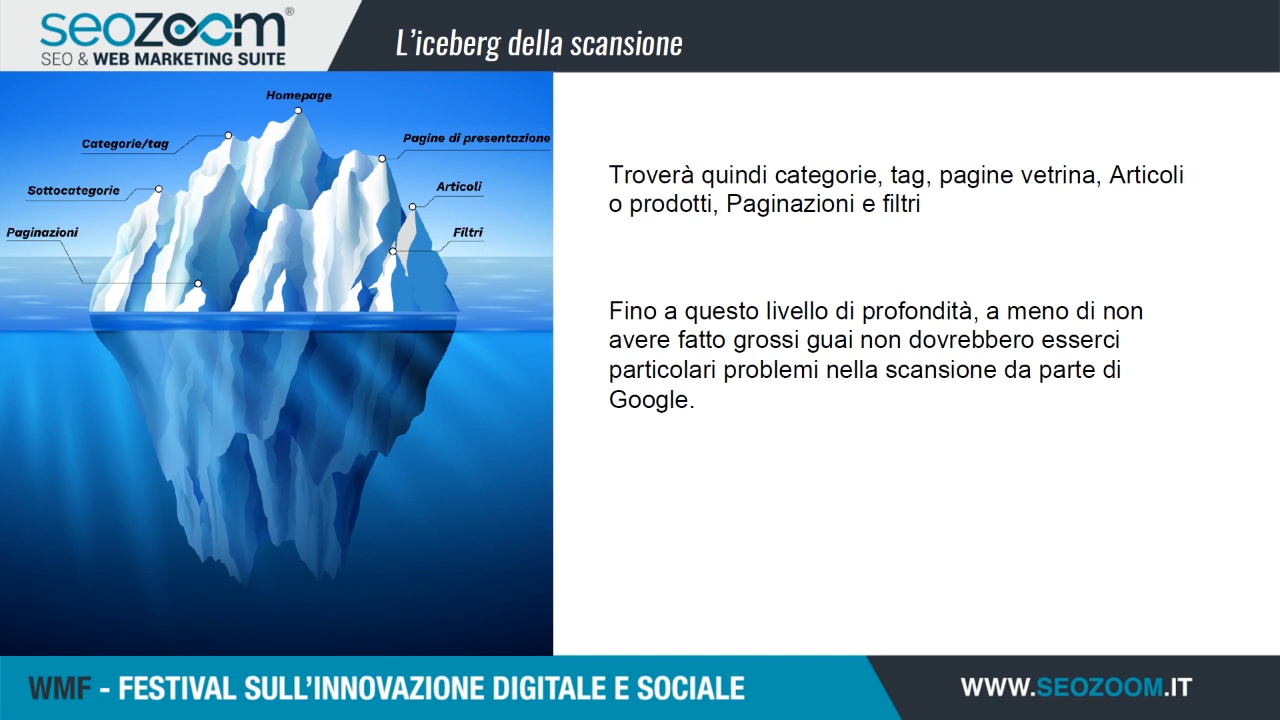 seozoom®
SEO & WEB MARKETING SUITE
L'iceberg della scansione
Homepage
Categorie/tag
Pagine di presentazione
Sottocategorie
Articoli
Paginazioni
Filtri
Troverà quindi categorie, tag, pagine vetrina, Articoli
o prodotti, Paginazioni e filtri
Fino a questo livello di profondità, a meno di non
avere fatto grossi guai non dovrebbero esserci
particolari problemi nella scansione da parte di
Google.
WMF - FESTIVAL SULL'INNOVAZIONE DIGITALE E SOCIALE
WWW.SEOZOOM.IT